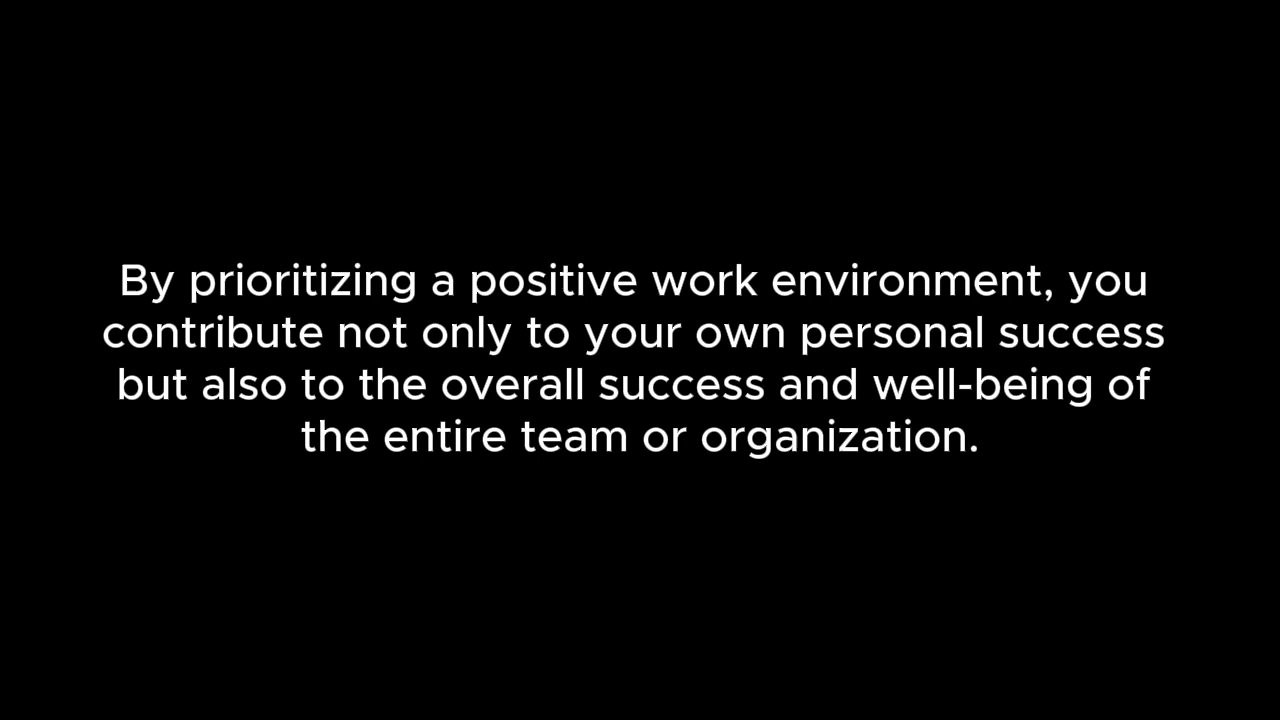 By prioritizing a positive work environment, you
contribute not only to your own personal success
but also to the overall success and well-being of
the entire team or organization.